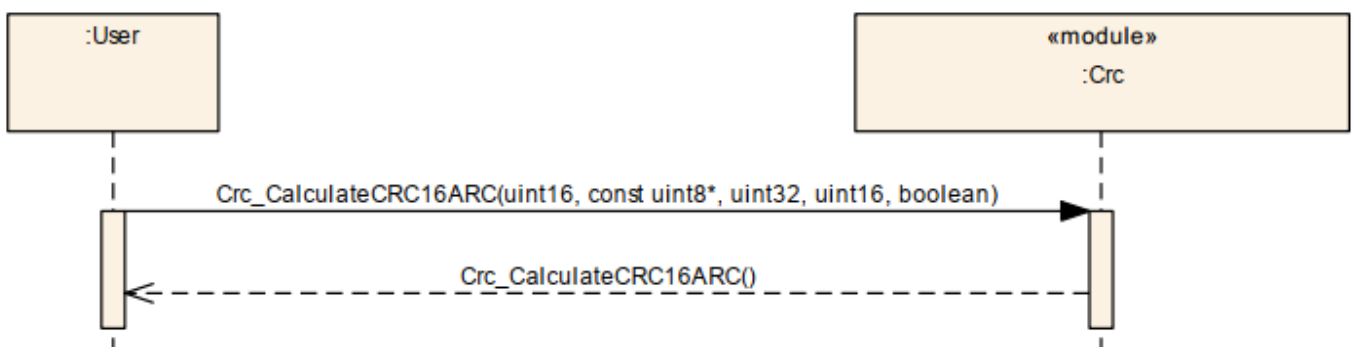 :User
«module»
:Crc
Crc_CalculateCRC16ARC(uint16, const uint8*, uint32, uint16, boolean)
Crc_CalculateCRC16ARC()